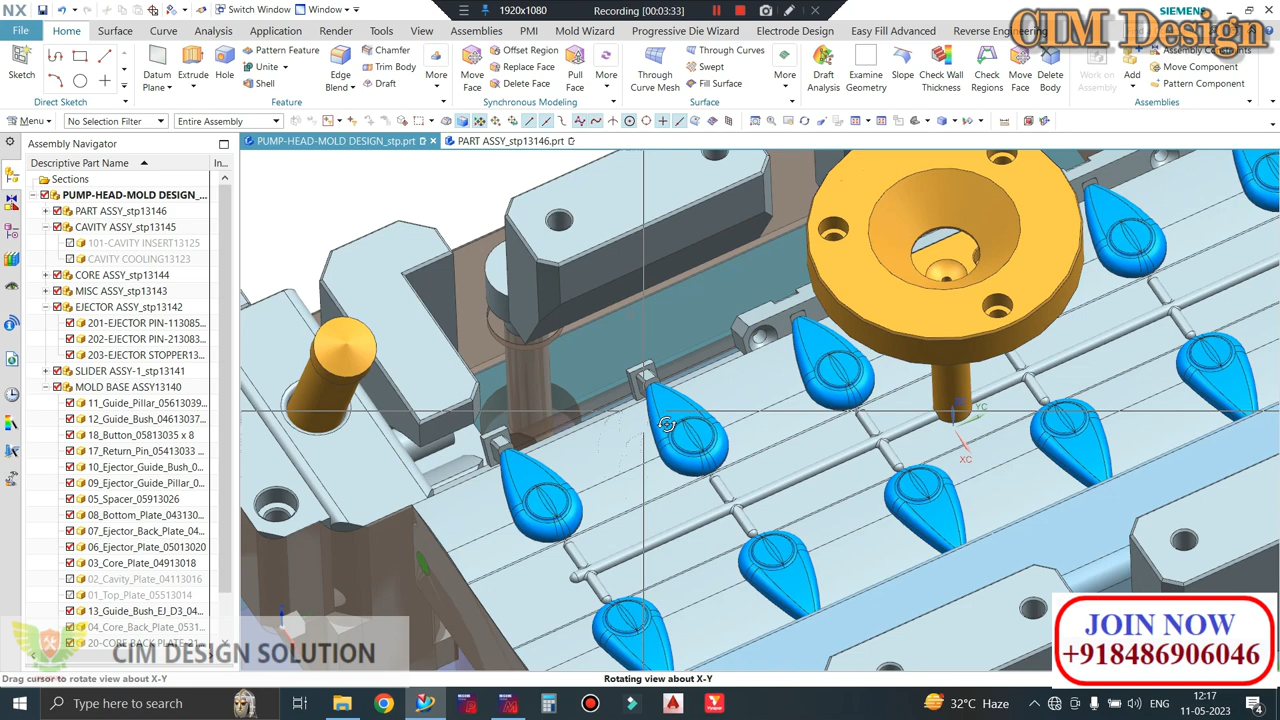 NX
Switch Window
Window
1920x1080
Recording [00:03:33]
SIEMENS
CIM Design
File
Home
Surface
Curve
Analysis
Application
Render
Tools
View
Assemblies
PMI
Mold Wizard
Progressive Die Wizard
Electrode Design
Easy Fill Advanced
Reverse Engineering
Sketch
Direct Sketch
Datum Plane
Extrude
Hole
Pattern Feature
Unite
Shell
Edge Blend
Chamfer
Trim Body
Draft
More
Feature
Move Face
Offset Region
Replace Face
Delete Face
Pull Face
More
Synchronous Modeling
Through Curve Mesh
Through Curves
Swept
Fill Surface
More
Surface
Draft Analysis
Examine Geometry
Slope
Check Wall Thickness
Check Regions
Move Face
Delete Body
Work on Assembly
Add
Assembly Constraints
Move Component
Pattern Component
Assemblies
Menu
No Selection Filter
Entire Assembly
Assembly Navigator
PUMP-HEAD-MOLD DESIGN_stp.prt
PART ASSY_stp13146.prt
Descriptive Part Name
In...
Sections
PUMP-HEAD-MOLD DESIGN_...
PART ASSY_stp13146
CAVITY ASSY_stp13145
101-CAVITY INSERT13125
CAVITY COOLING13123
CORE ASSY_stp13144
MISC ASSY_stp13143
EJECTOR ASSY_stp13142
201-EJECTOR PIN-113085...
202-EJECTOR PIN-213083...
203-EJECTOR STOPPER13...
SLIDER ASSY-1_stp13141
MOLD BASE ASSY13140
11_Guide_Pillar_05613039...
12_Guide_Bush_04613037...
18_Button_05813035 x 8
17_Return_Pin_05413033 ...
10_Ejector_Guide_Bush_0...
09_Ejector_Guide_Pillar_0...
05_Spacer_05913026
08_Bottom_Plate_043130...
07_Ejector_Back_Plate_04...
06_Ejector_Plate_05013020
03_Core_Plate_04913018
02_Cavity_Plate_04113016
01_Top_Plate_05513014
13_Guide_Bush_EJ_D3_04...
04_Core_Back_Plate_0531...
20-CORE BACK PLATE-21...
YC
XC
CIM DESIGN SOLUTION
JOIN NOW
+918486906046
Drag cursor to rotate view about X-Y
Rotating view about X-Y
Type here to search
32°C Haze
ENG
12:17
11-05-2023